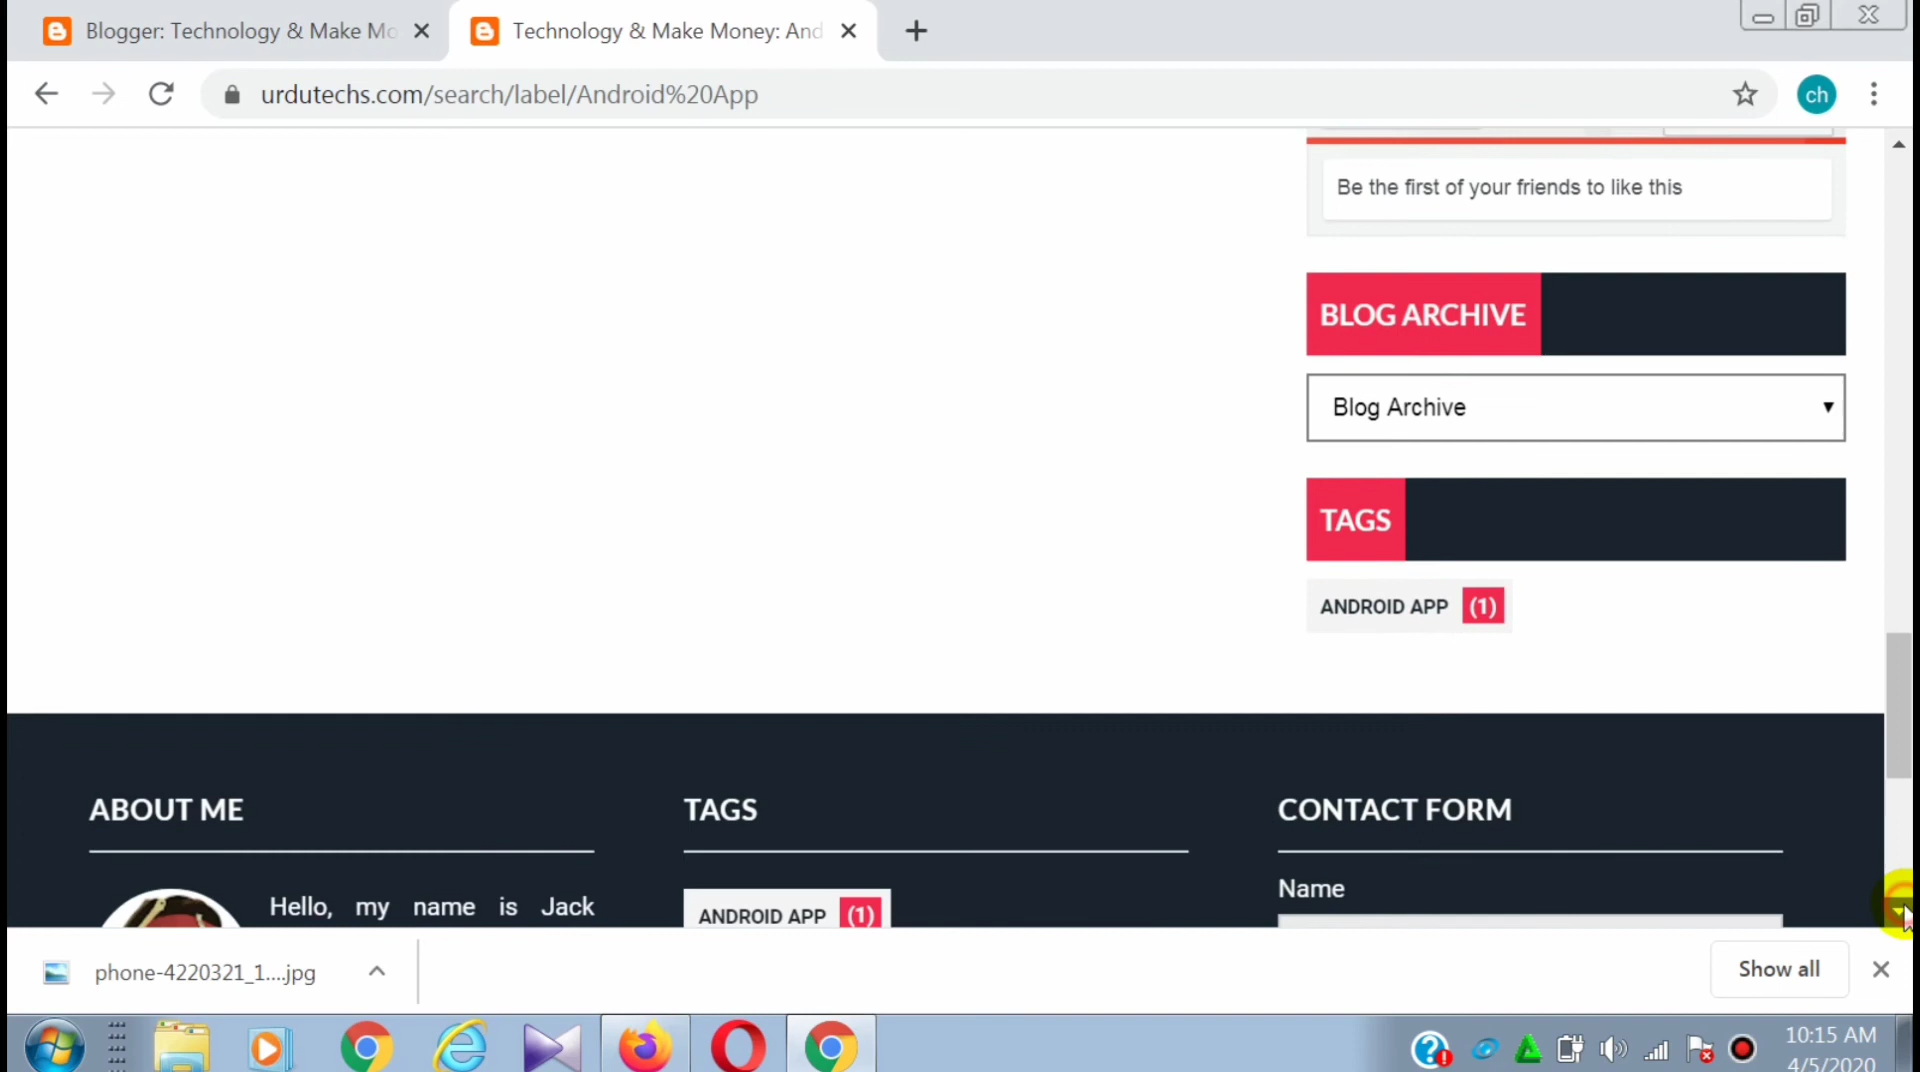 Blogger: Technology & Make Mo
Technology & Make Money: And
urdutechs.com/search/label/Android%20App
ch
Be the first of your friends to like this
BLOG ARCHIVE
Blog Archive
TAGS
ANDROID APP (1)
ABOUT ME
TAGS
CONTACT FORM
Hello, my name is Jack
ANDROID APP (1)
Name
phone-4220321_1....jpg
Show all
10:15 AM
4/5/2020